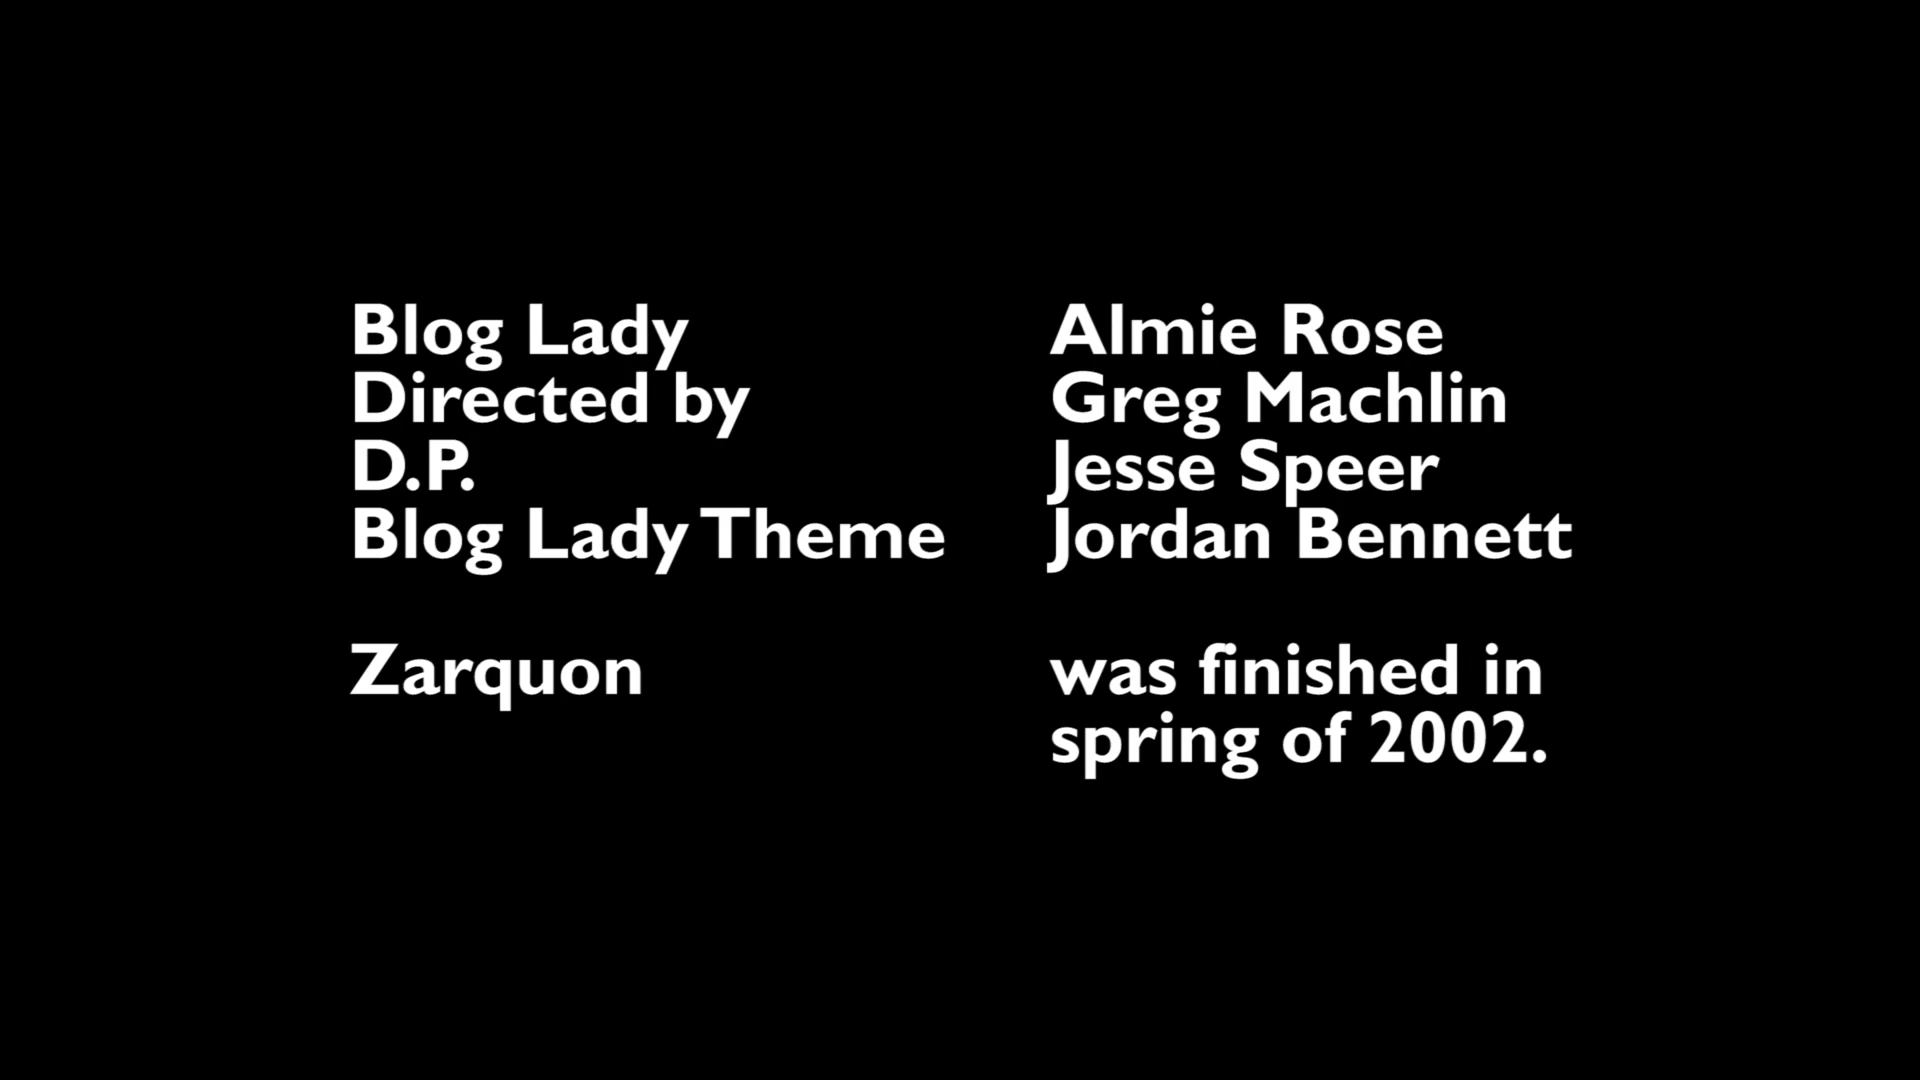 Blog Lady Almie Rose
Directed by Greg Machlin
D.P. Jesse Speer
Blog Lady Theme Jordan Bennett
Zarquon was finished in
spring of 2002.